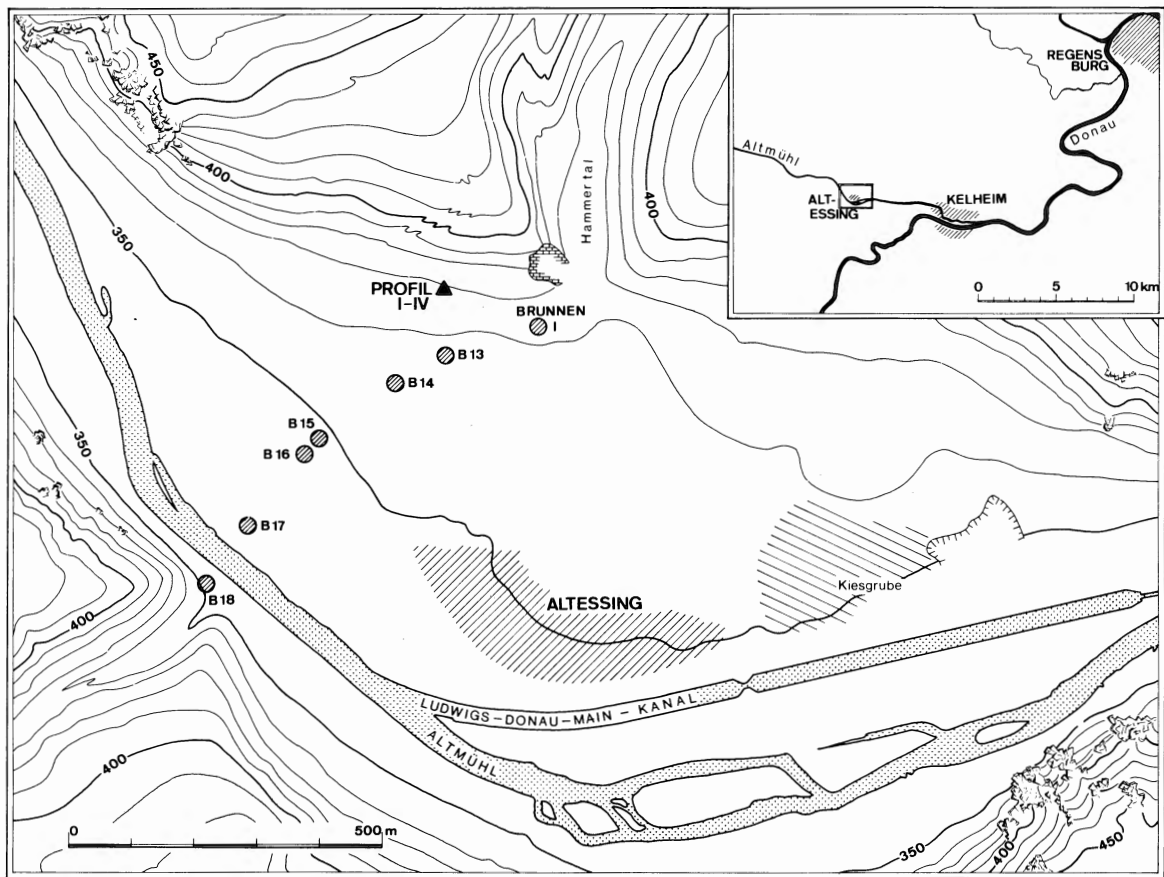 450
400
350
Hammertal
400
PROFIL
I-IV
BRUNNEN
I
B 13
B 14
B 15
B 16
B 17
B 18
350
400
400
ALTESSING
Kiesgrube
LUDWIGS-DONAU-MAIN-KANAL
ALTMÜHL
0 500 m
350
400
450
REGENS
BURG
Donau
Altmühl
ALT-
ESSING
KELHEIM
0 5 10 km